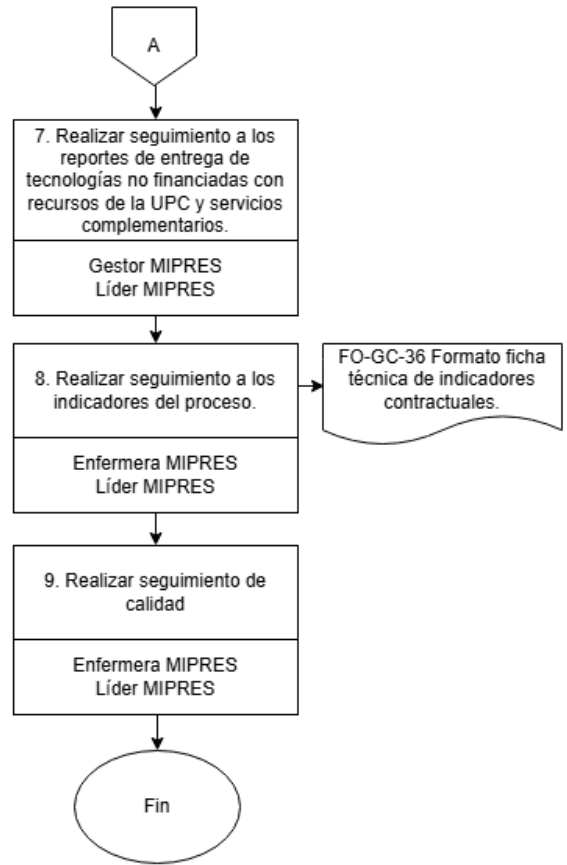 A
7. Realizar seguimiento a los
reportes de entrega de
tecnologías no financiadas con
recursos de la UPC y servicios
complementarios.
Gestor MIPRES
Líder MIPRES
8. Realizar seguimiento a los
indicadores del proceso.
FO-GC-36 Formato ficha
técnica de indicadores
contractuales.
Enfermera MIPRES
Líder MIPRES
9. Realizar seguimiento de
calidad
Enfermera MIPRES
Líder MIPRES
Fin